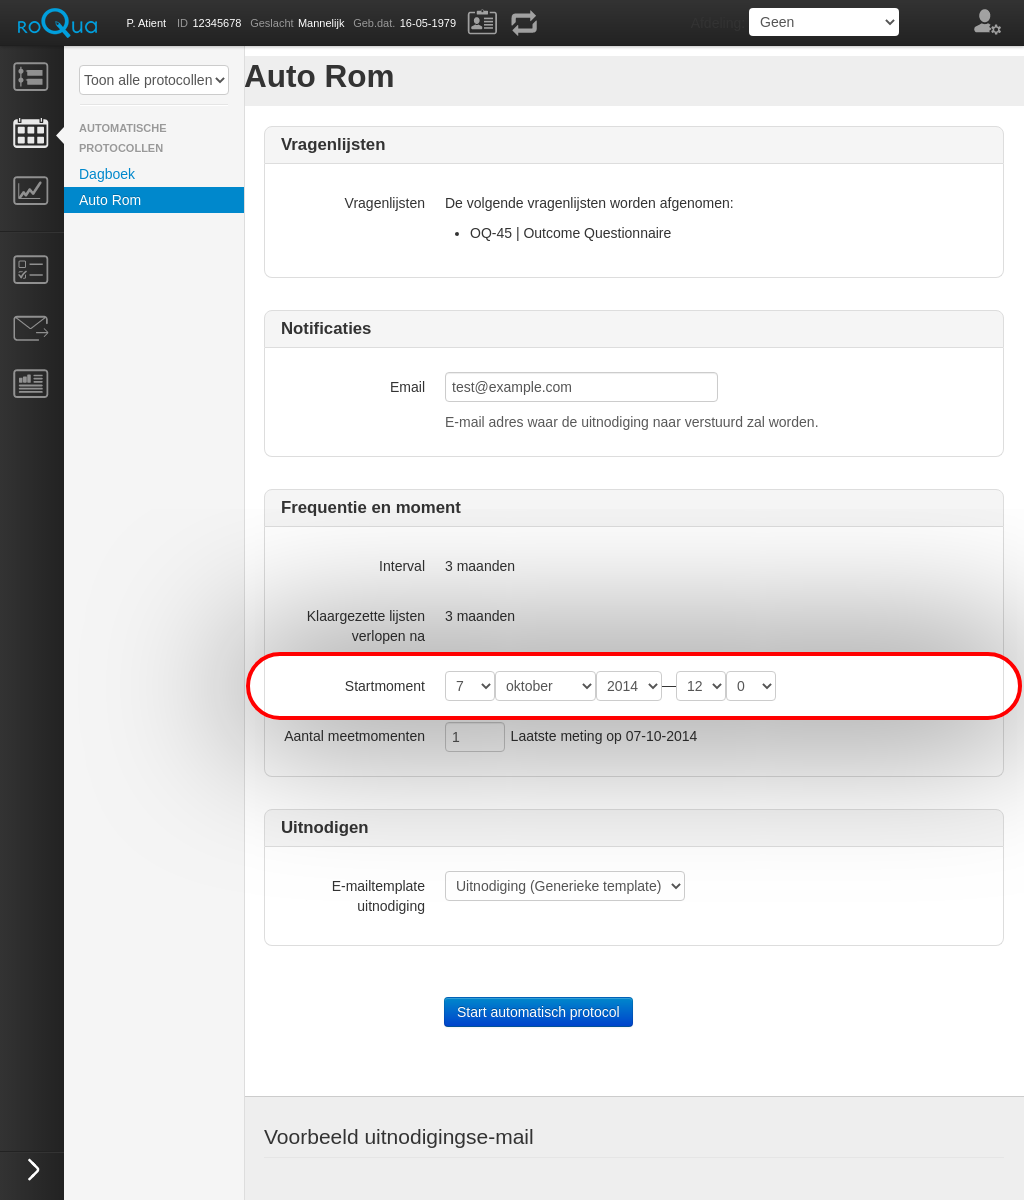 roQua P. Atient ID 12345678 Geslacht Mannelijk Geb.dat. 16-05-1979 Afdeling Geen
Toon alle protocollen
AUTOMATISCHE
PROTOCOLLEN
Dagboek
Auto Rom
Auto Rom
Vragenlijsten
Vragenlijsten De volgende vragenlijsten worden afgenomen:
• OQ-45 | Outcome Questionnaire
Notificaties
Email test@example.com
E-mail adres waar de uitnodiging naar verstuurd zal worden.
Frequentie en moment
Interval 3 maanden
Klaargezette lijsten 3 maanden
verlopen na
Startmoment 7 oktober 2014 — 12 0
Aantal meetmomenten 1 Laatste meting op 07-10-2014
Uitnodigen
E-mailtemplate Uitnodiging (Generieke template)
uitnodiging
Start automatisch protocol
Voorbeeld uitnodigingse-mail